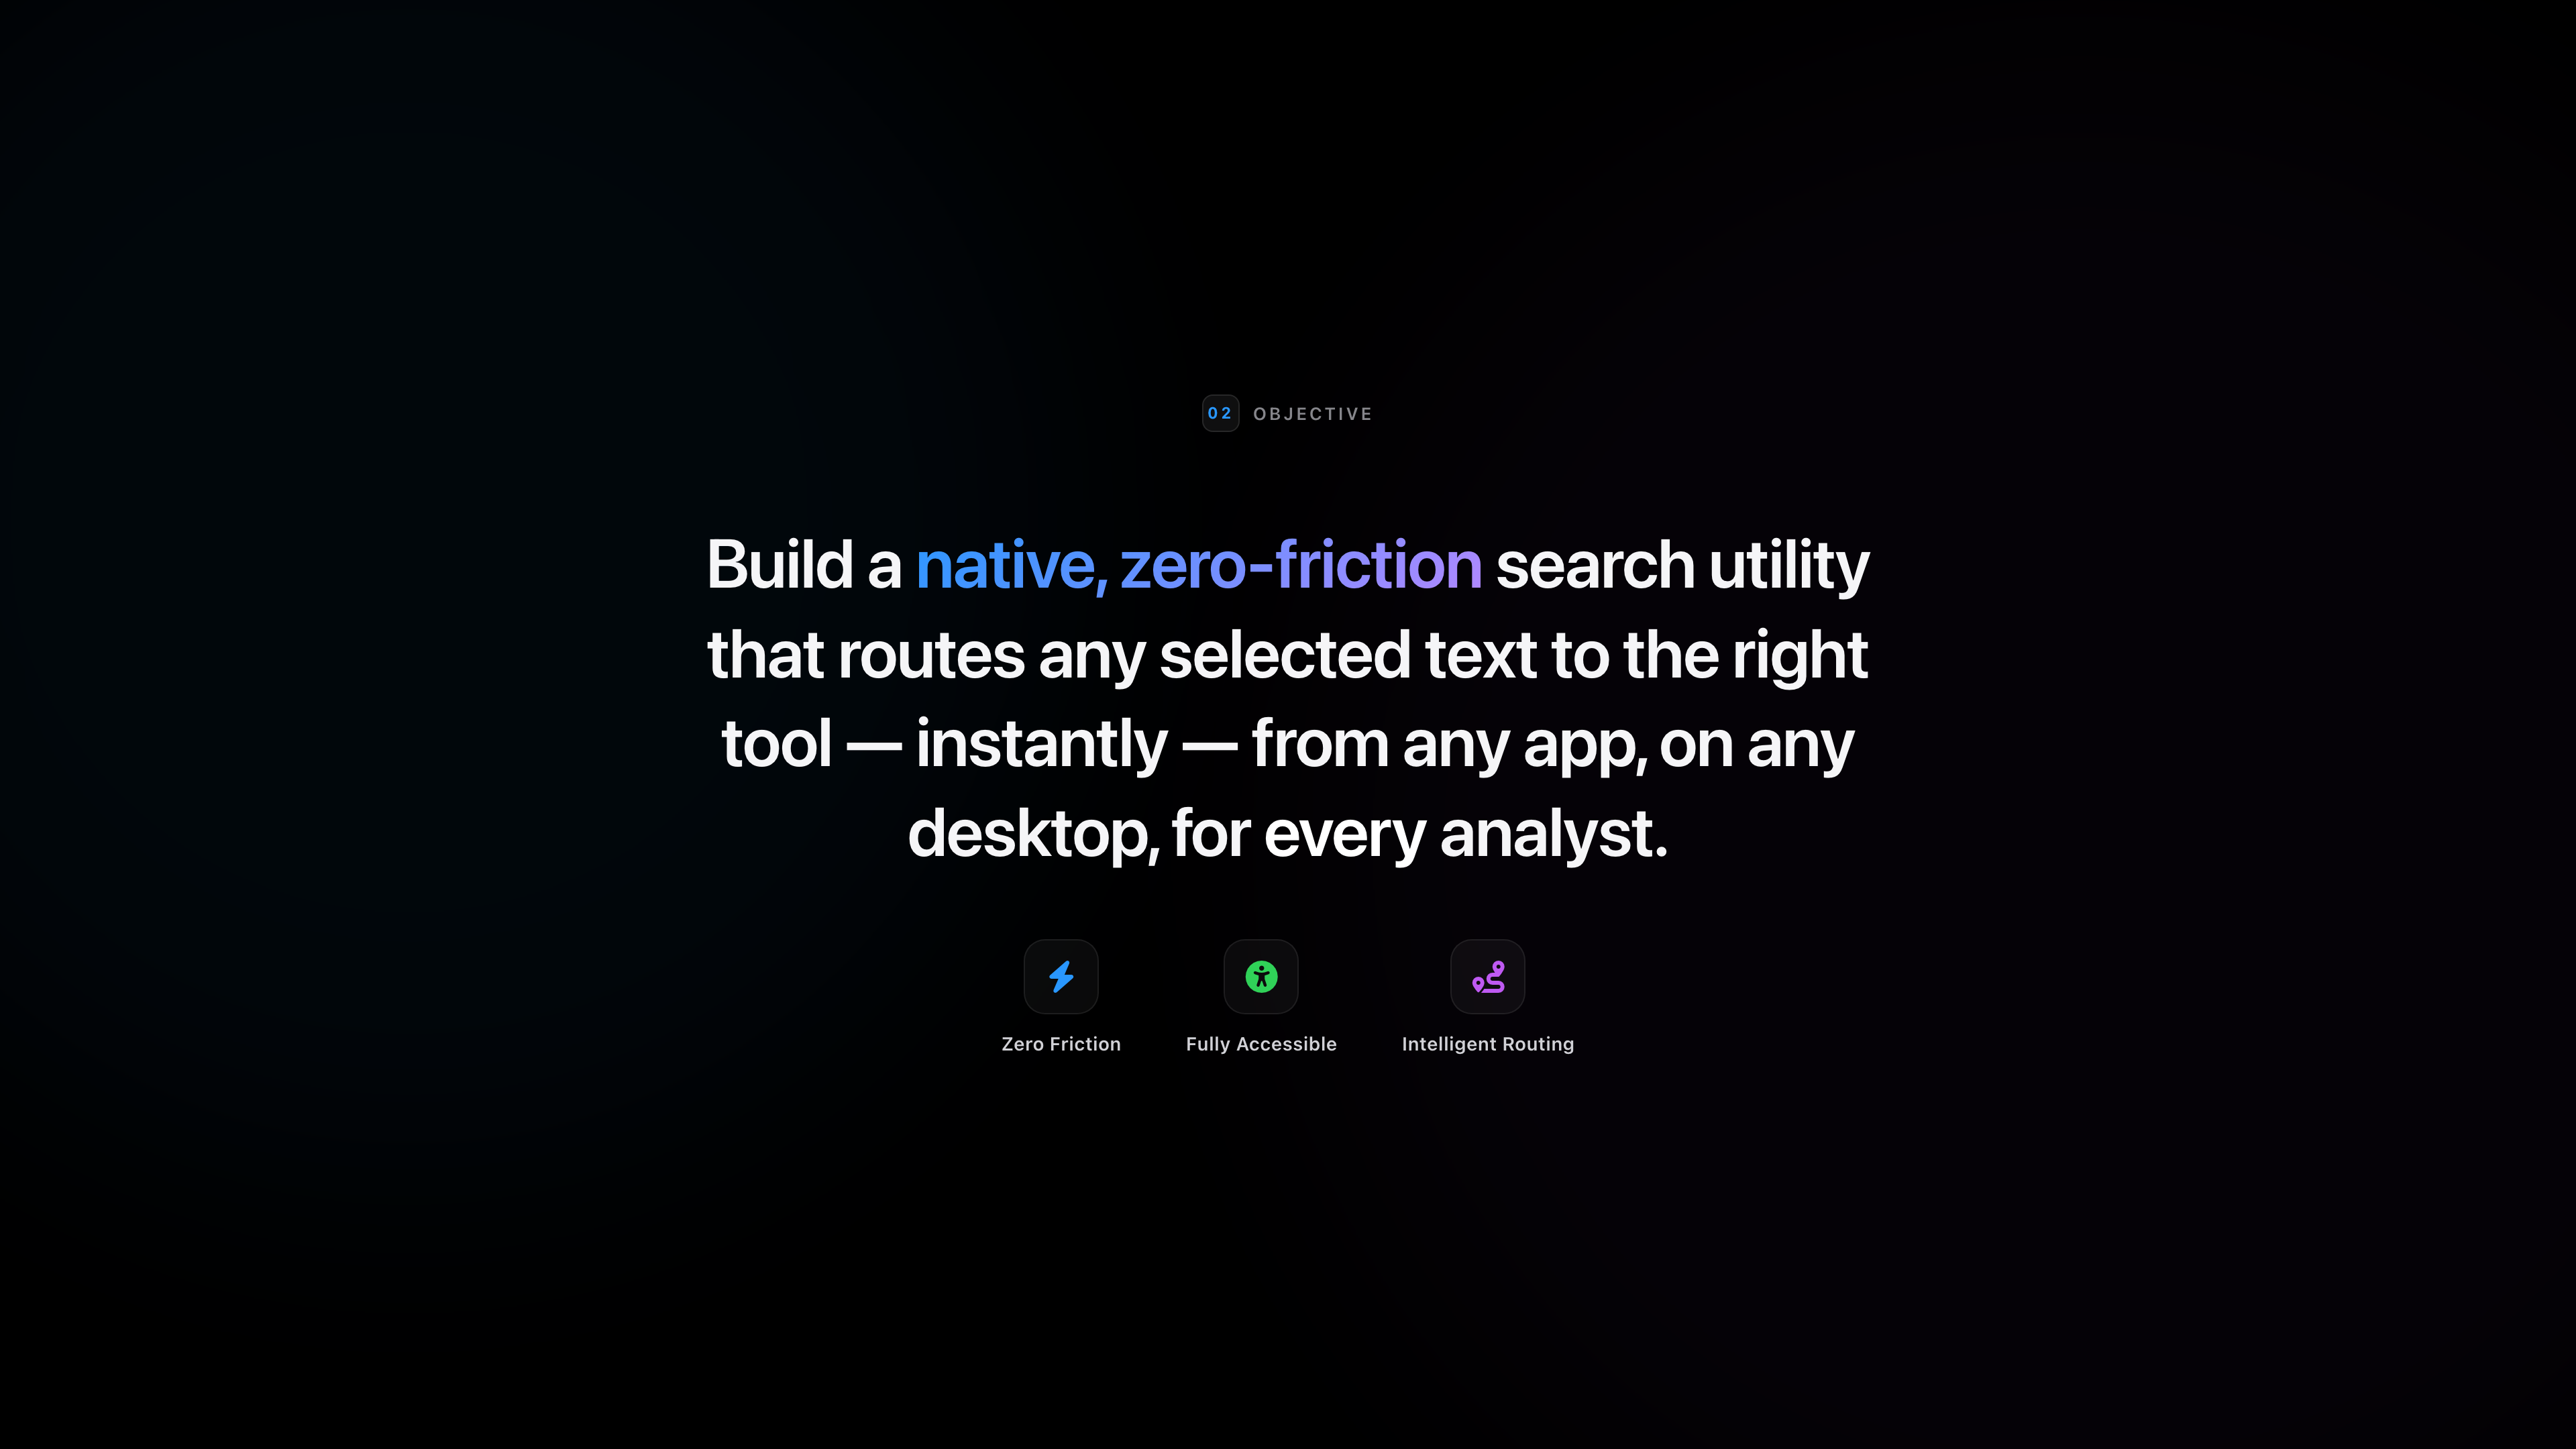 02 OBJECTIVE
Build a native, zero-friction search utility
that routes any selected text to the right
tool — instantly — from any app, on any
desktop, for every analyst.
Zero Friction
Fully Accessible
Intelligent Routing